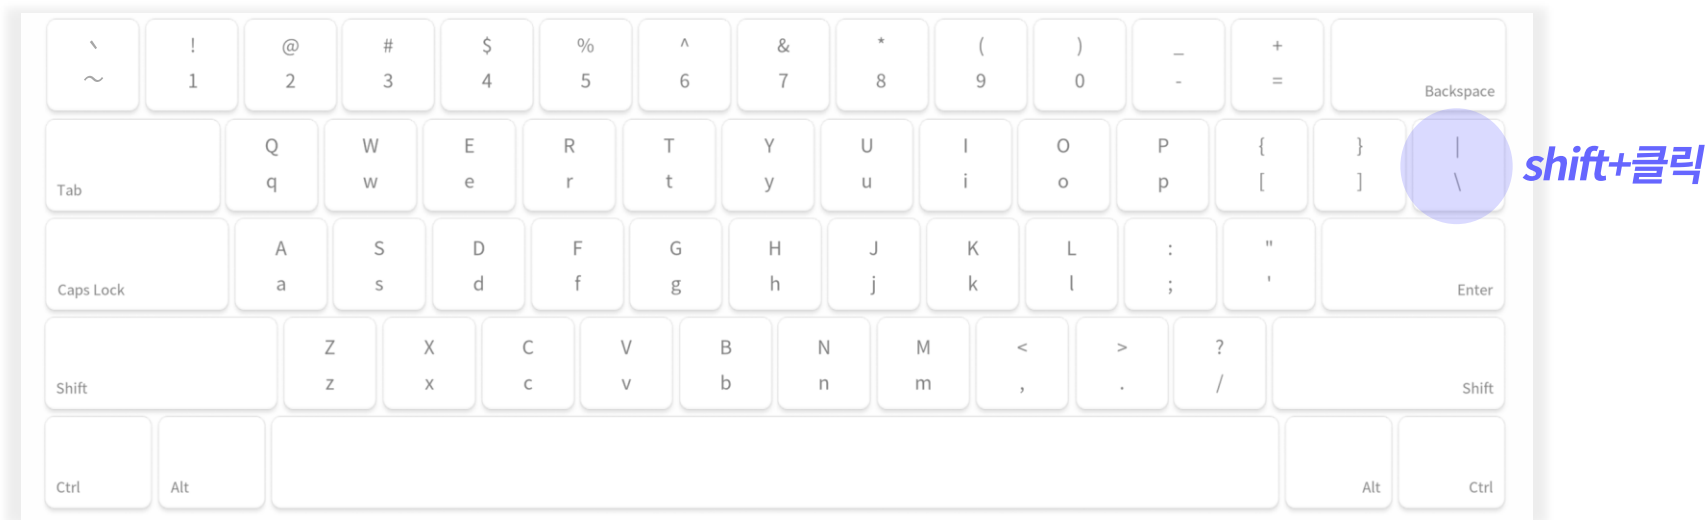 ` ! @ # $ % ^ & * ( ) _ +
~ 1 2 3 4 5 6 7 8 9 0 - = Backspace
Q W E R T Y U I O P { } |
Tab q w e r t y u i o p [ ] \
shift+클릭
A S D F G H J K L : "
Caps Lock a s d f g h j k l ; ' Enter
Z X C V B N M < > ?
Shift z x c v b n m , . / Shift
Ctrl Alt Alt Ctrl